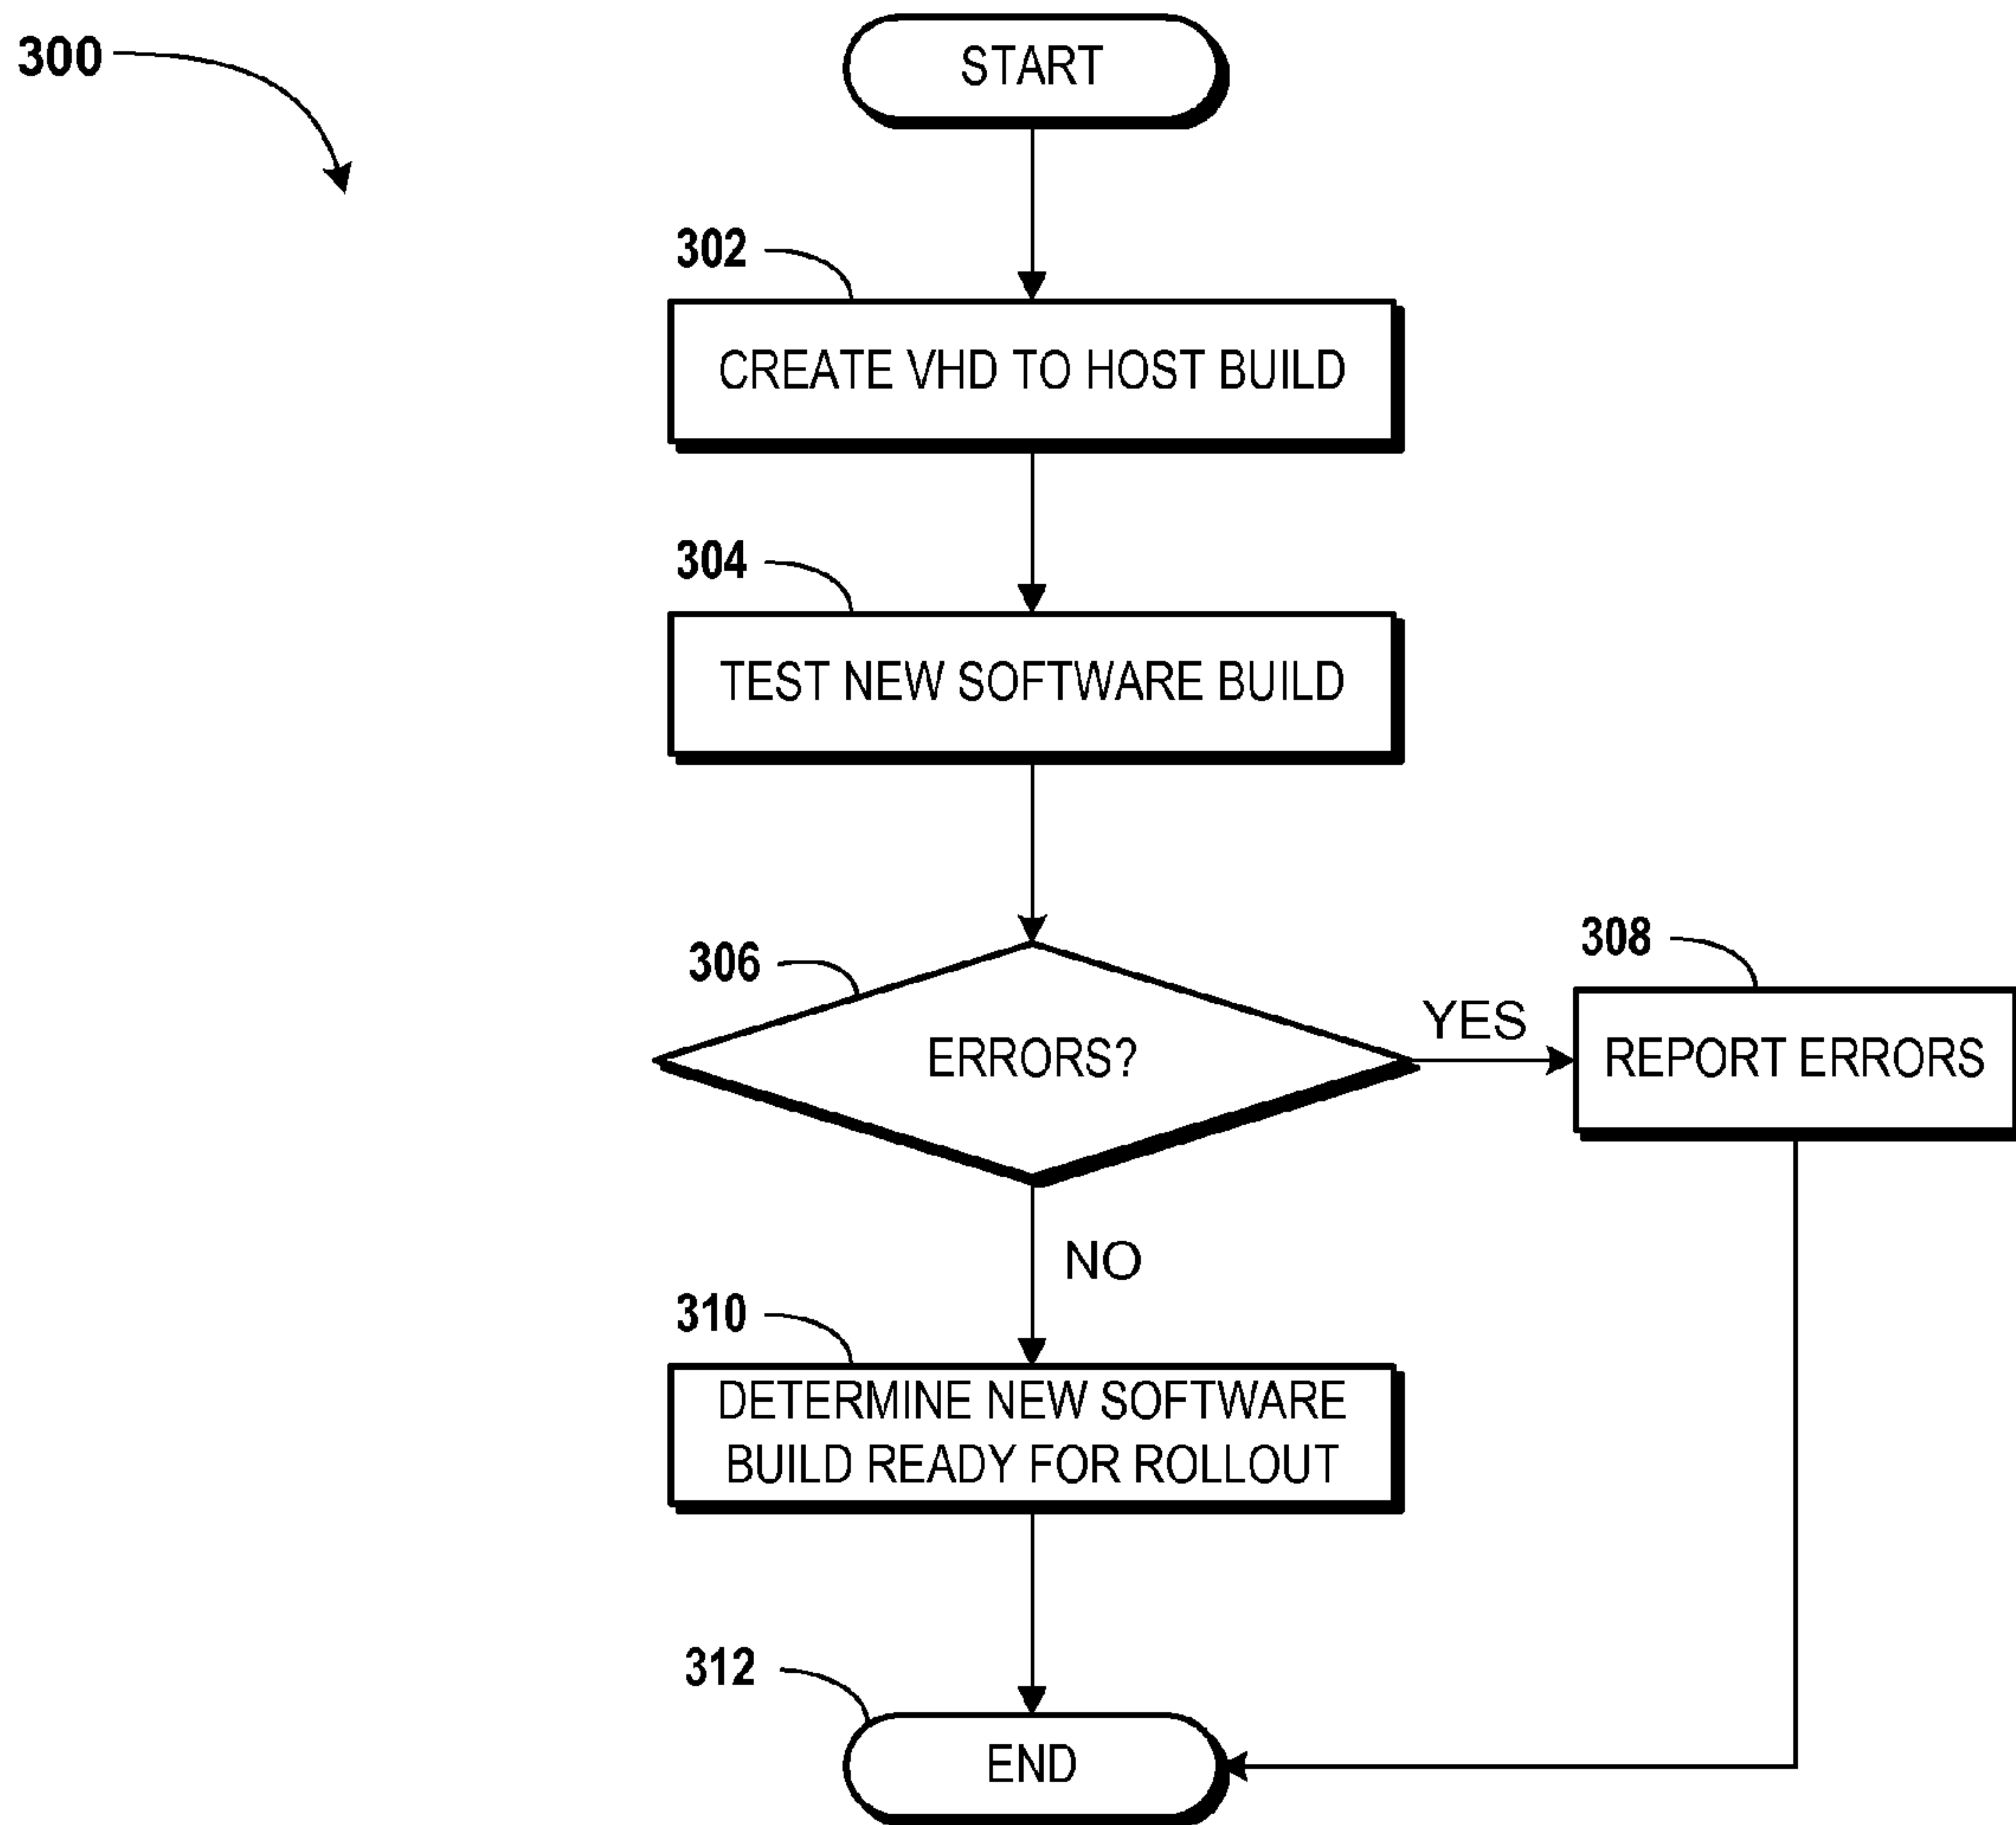 300
START
302
CREATE VHD TO HOST BUILD
304
TEST NEW SOFTWARE BUILD
306
ERRORS?
YES
308
REPORT ERRORS
NO
310
DETERMINE NEW SOFTWARE
BUILD READY FOR ROLLOUT
312
END